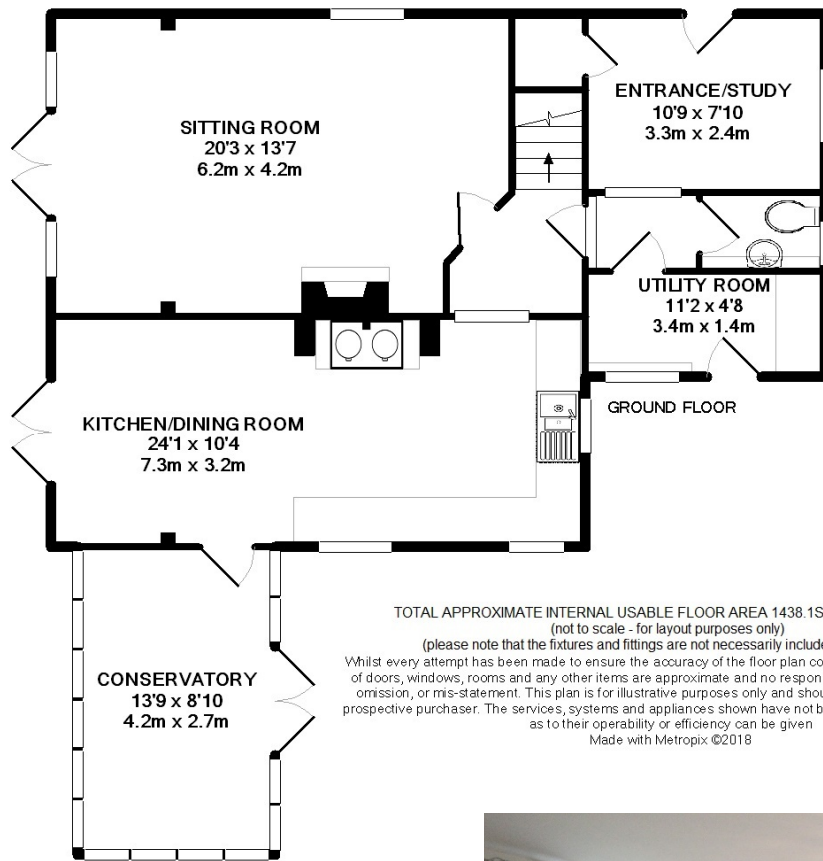 SITTING ROOM
20'3 x 13'7
6.2m x 4.2m
ENTRANCE/STUDY
10'9 x 7'10
3.3m x 2.4m
UTILITY ROOM
11'2 x 4'8
3.4m x 1.4m
KITCHEN/DINING ROOM
24'1 x 10'4
7.3m x 3.2m
GROUND FLOOR
CONSERVATORY
13'9 x 8'10
4.2m x 2.7m
TOTAL APPROXIMATE INTERNAL USABLE FLOOR AREA 1438.1S
(not to scale - for layout purposes only)
(please note that the fixtures and fittings are not necessarily include
Whilst every attempt has been made to ensure the accuracy of the floor plan co
of doors, windows, rooms and any other items are approximate and no respon
omission, or mis-statement. This plan is for illustrative purposes only and shou
prospective purchaser. The services, systems and appliances shown have not b
as to their operability or efficiency can be given
Made with Metropix ©2018